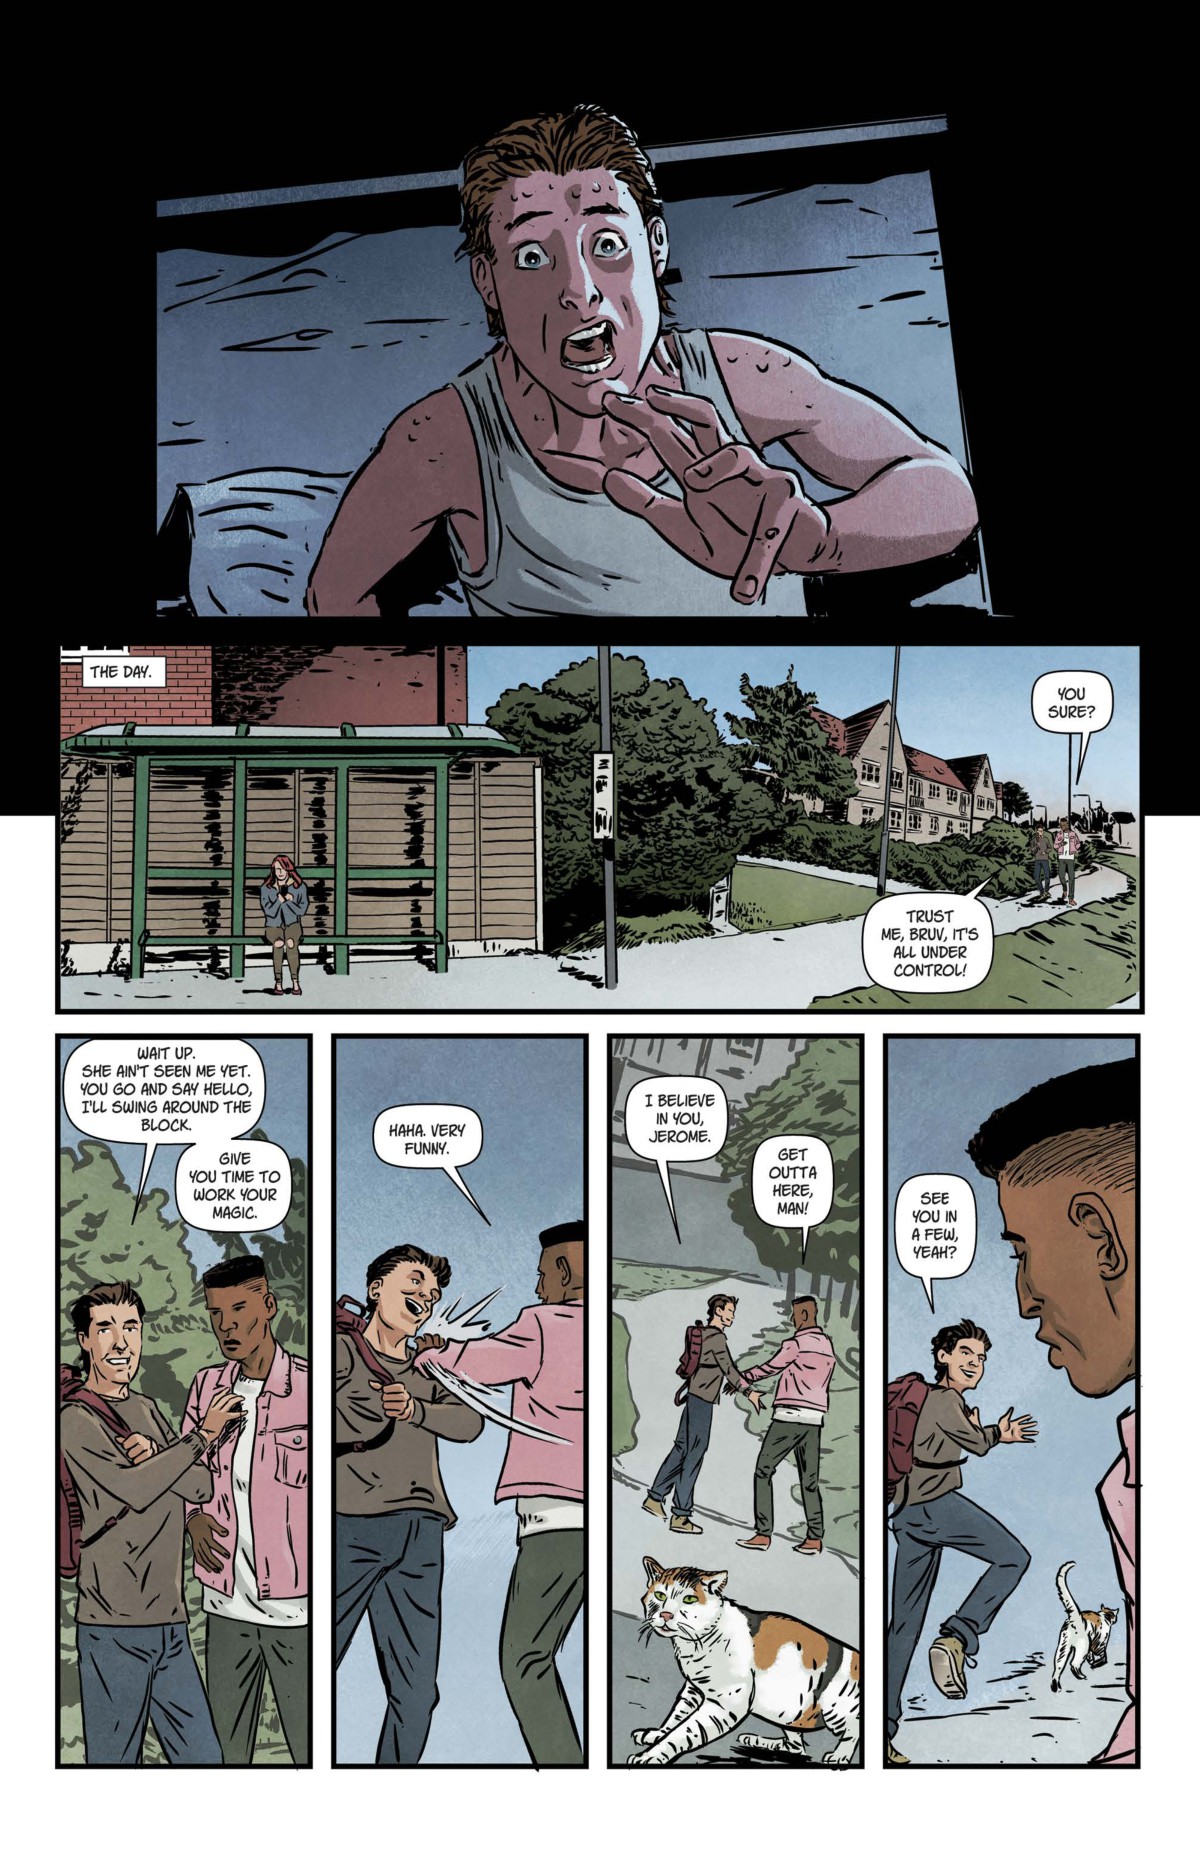 THE DAY.
YOU
SURE?
TRUST
ME, BRUV, IT'S
ALL UNDER
CONTROL!
WAIT UP.
SHE AIN'T SEEN ME YET.
YOU GO AND SAY HELLO,
I'LL SWING AROUND THE
BLOCK.
GIVE
YOU TIME TO
WORK YOUR
MAGIC.
HAHA. VERY
FUNNY.
I BELIEVE
IN YOU,
JEROME.
GET
OUTTA
HERE,
MAN!
SEE
YOU IN
A FEW,
YEAH?